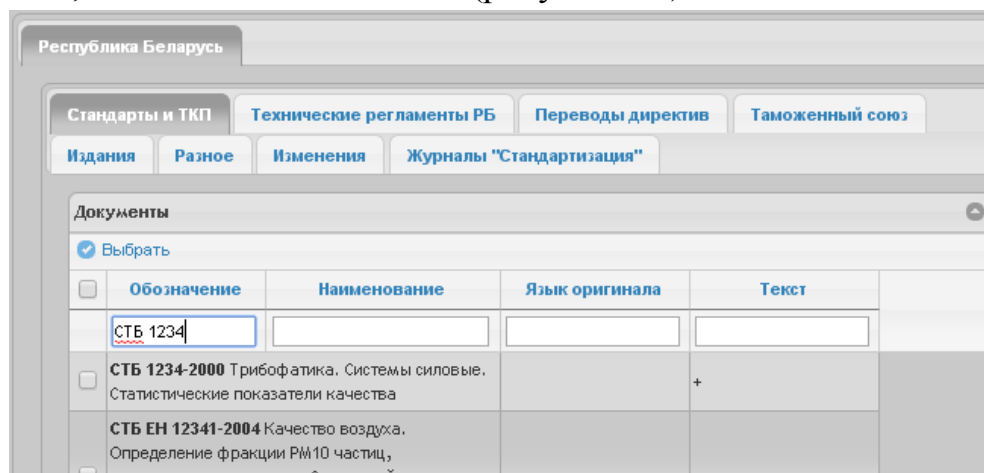 Республика Беларусь
Стандарты и ТКП Технические регламенты РБ Переводы директив Таможенный союз
Издания Разное Изменения Журналы "Стандартизация"
Документы
Выбрать
Обозначение Наименование Язык оригинала Текст
СТБ 1234
СТБ 1234-2000 Трибофатика. Системы силовые.
Статистические показатели качества +
СТБ ЕН 12341-2004 Качество воздуха.
Определение фракции РМ10 частиц,